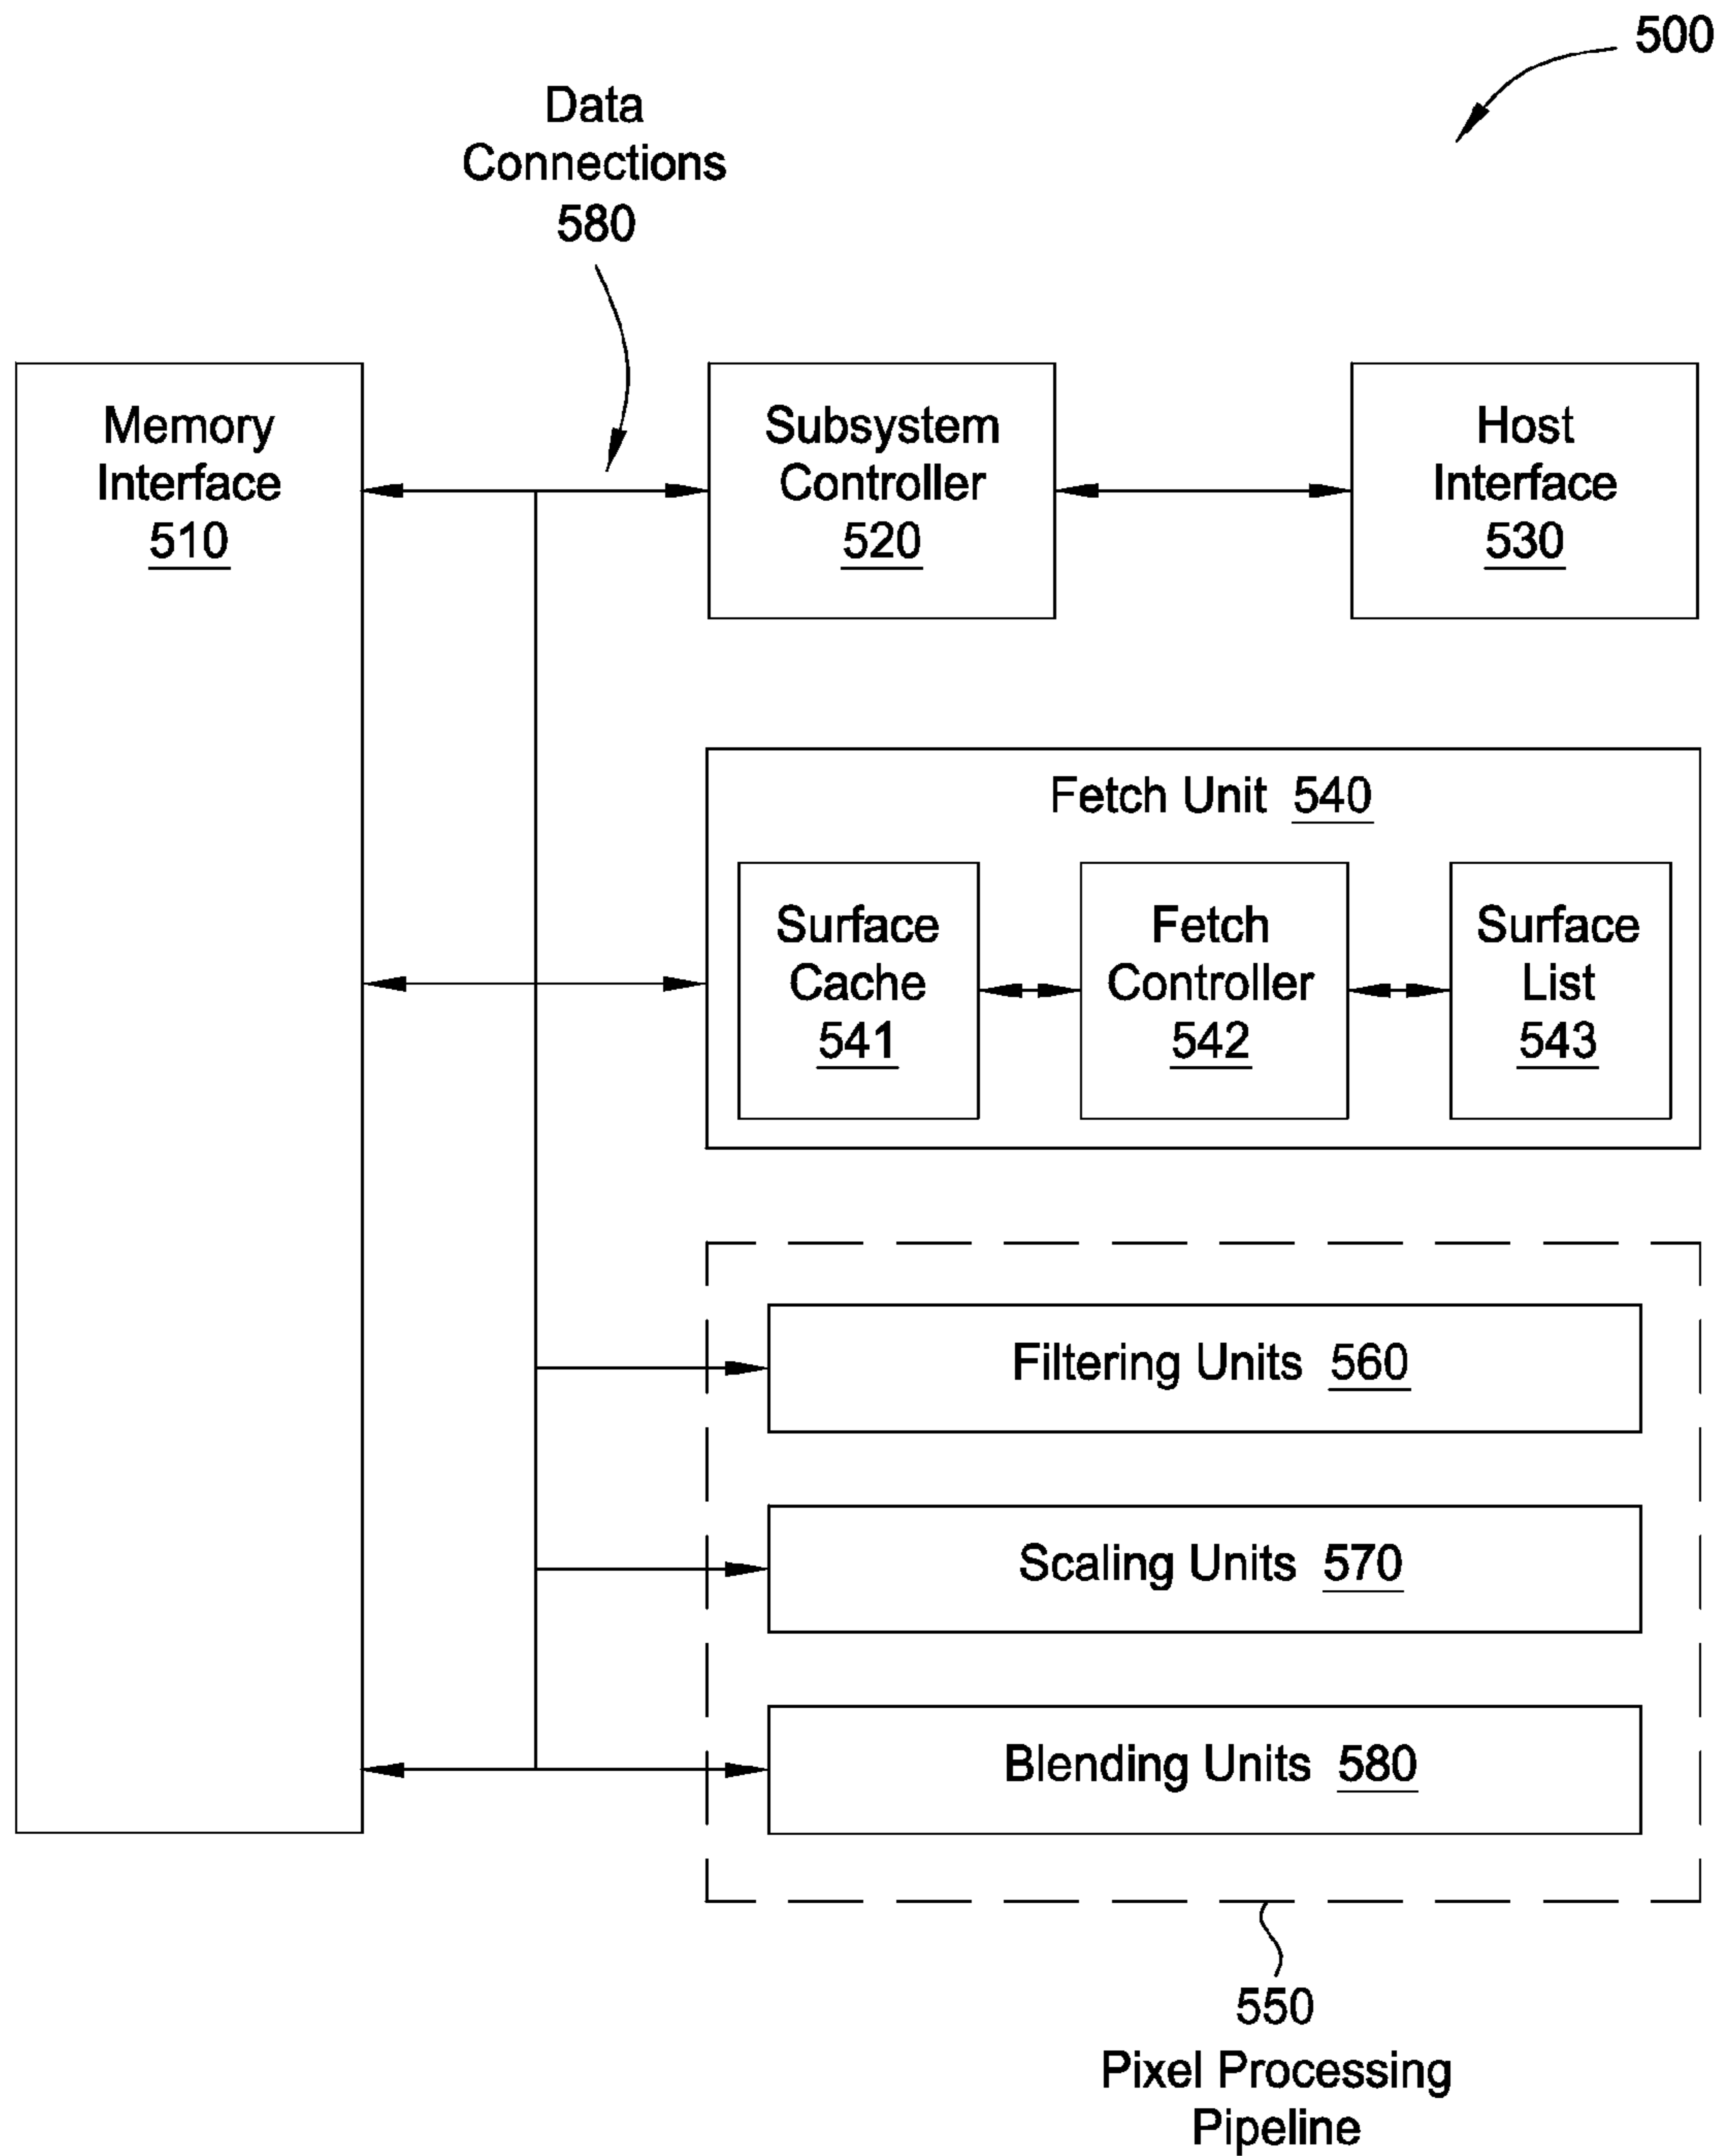 500
Data
Connections
580
Memory
Interface
510
Subsystem
Controller
520
Host
Interface
530
Fetch Unit 540
Surface
Cache
541
Fetch
Controller
542
Surface
List
543
Filtering Units 560
Scaling Units 570
Blending Units 580
550
Pixel Processing
Pipeline